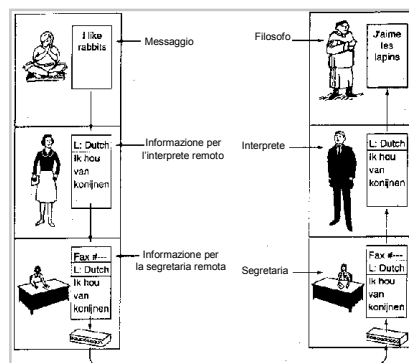 I like
rabbits
Messaggio
L: Dutch
Ik hou
van
konijnen
Informazione per
l'interprete remoto
Fax #---
L: Dutch
Ik hou
van
konijnen
Informazione per
la segretaria remota
Filosofo
J'aime
les
lapins
Interprete
L: Dutch
Ik hou
van
konijnen
Segretaria
Fax #---
L: Dutch
Ik hou
van
konijnen